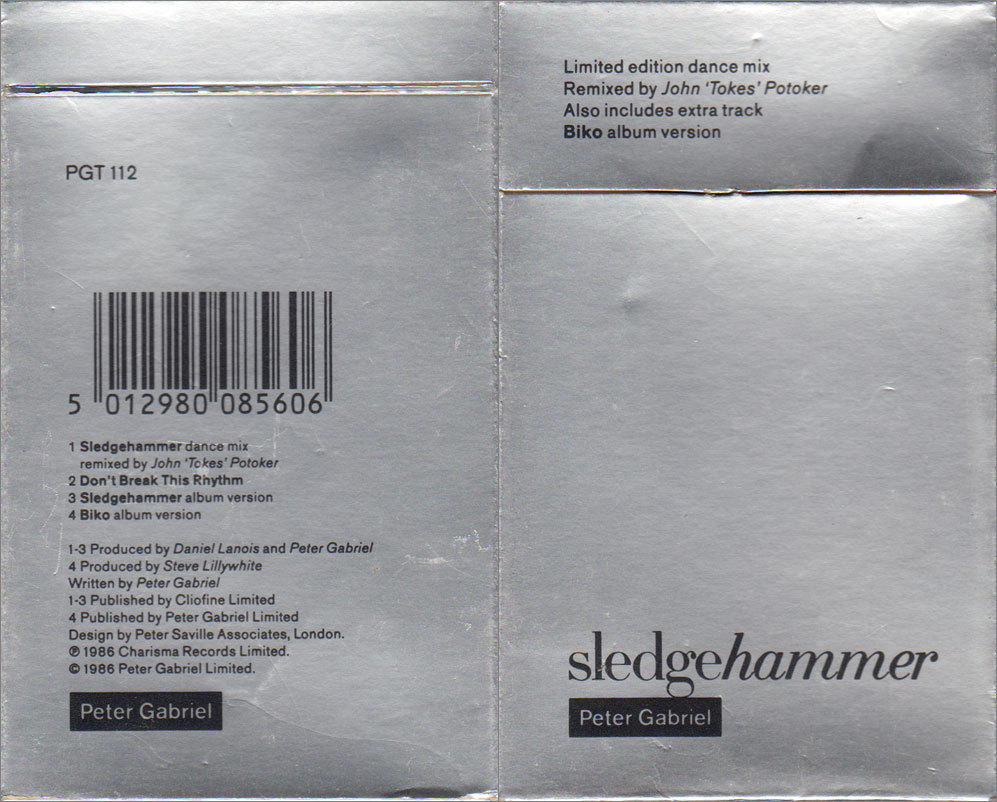 PGT 112
5 012980 085606
1 Sledgehammer dance mix
remixed by John 'Tokes' Potoker
2 Don't Break This Rhythm
3 Sledgehammer album version
4 Biko album version
1-3 Produced by Daniel Lanois and Peter Gabriel
4 Produced by Steve Lillywhite
Written by Peter Gabriel
1-3 Published by Cliofine Limited
4 Published by Peter Gabriel Limited
Design by Peter Saville Associates, London.
℗ 1986 Charisma Records Limited.
© 1986 Peter Gabriel Limited.
Peter Gabriel
Limited edition dance mix
Remixed by John 'Tokes' Potoker
Also includes extra track
Biko album version
sledgehammer
Peter Gabriel